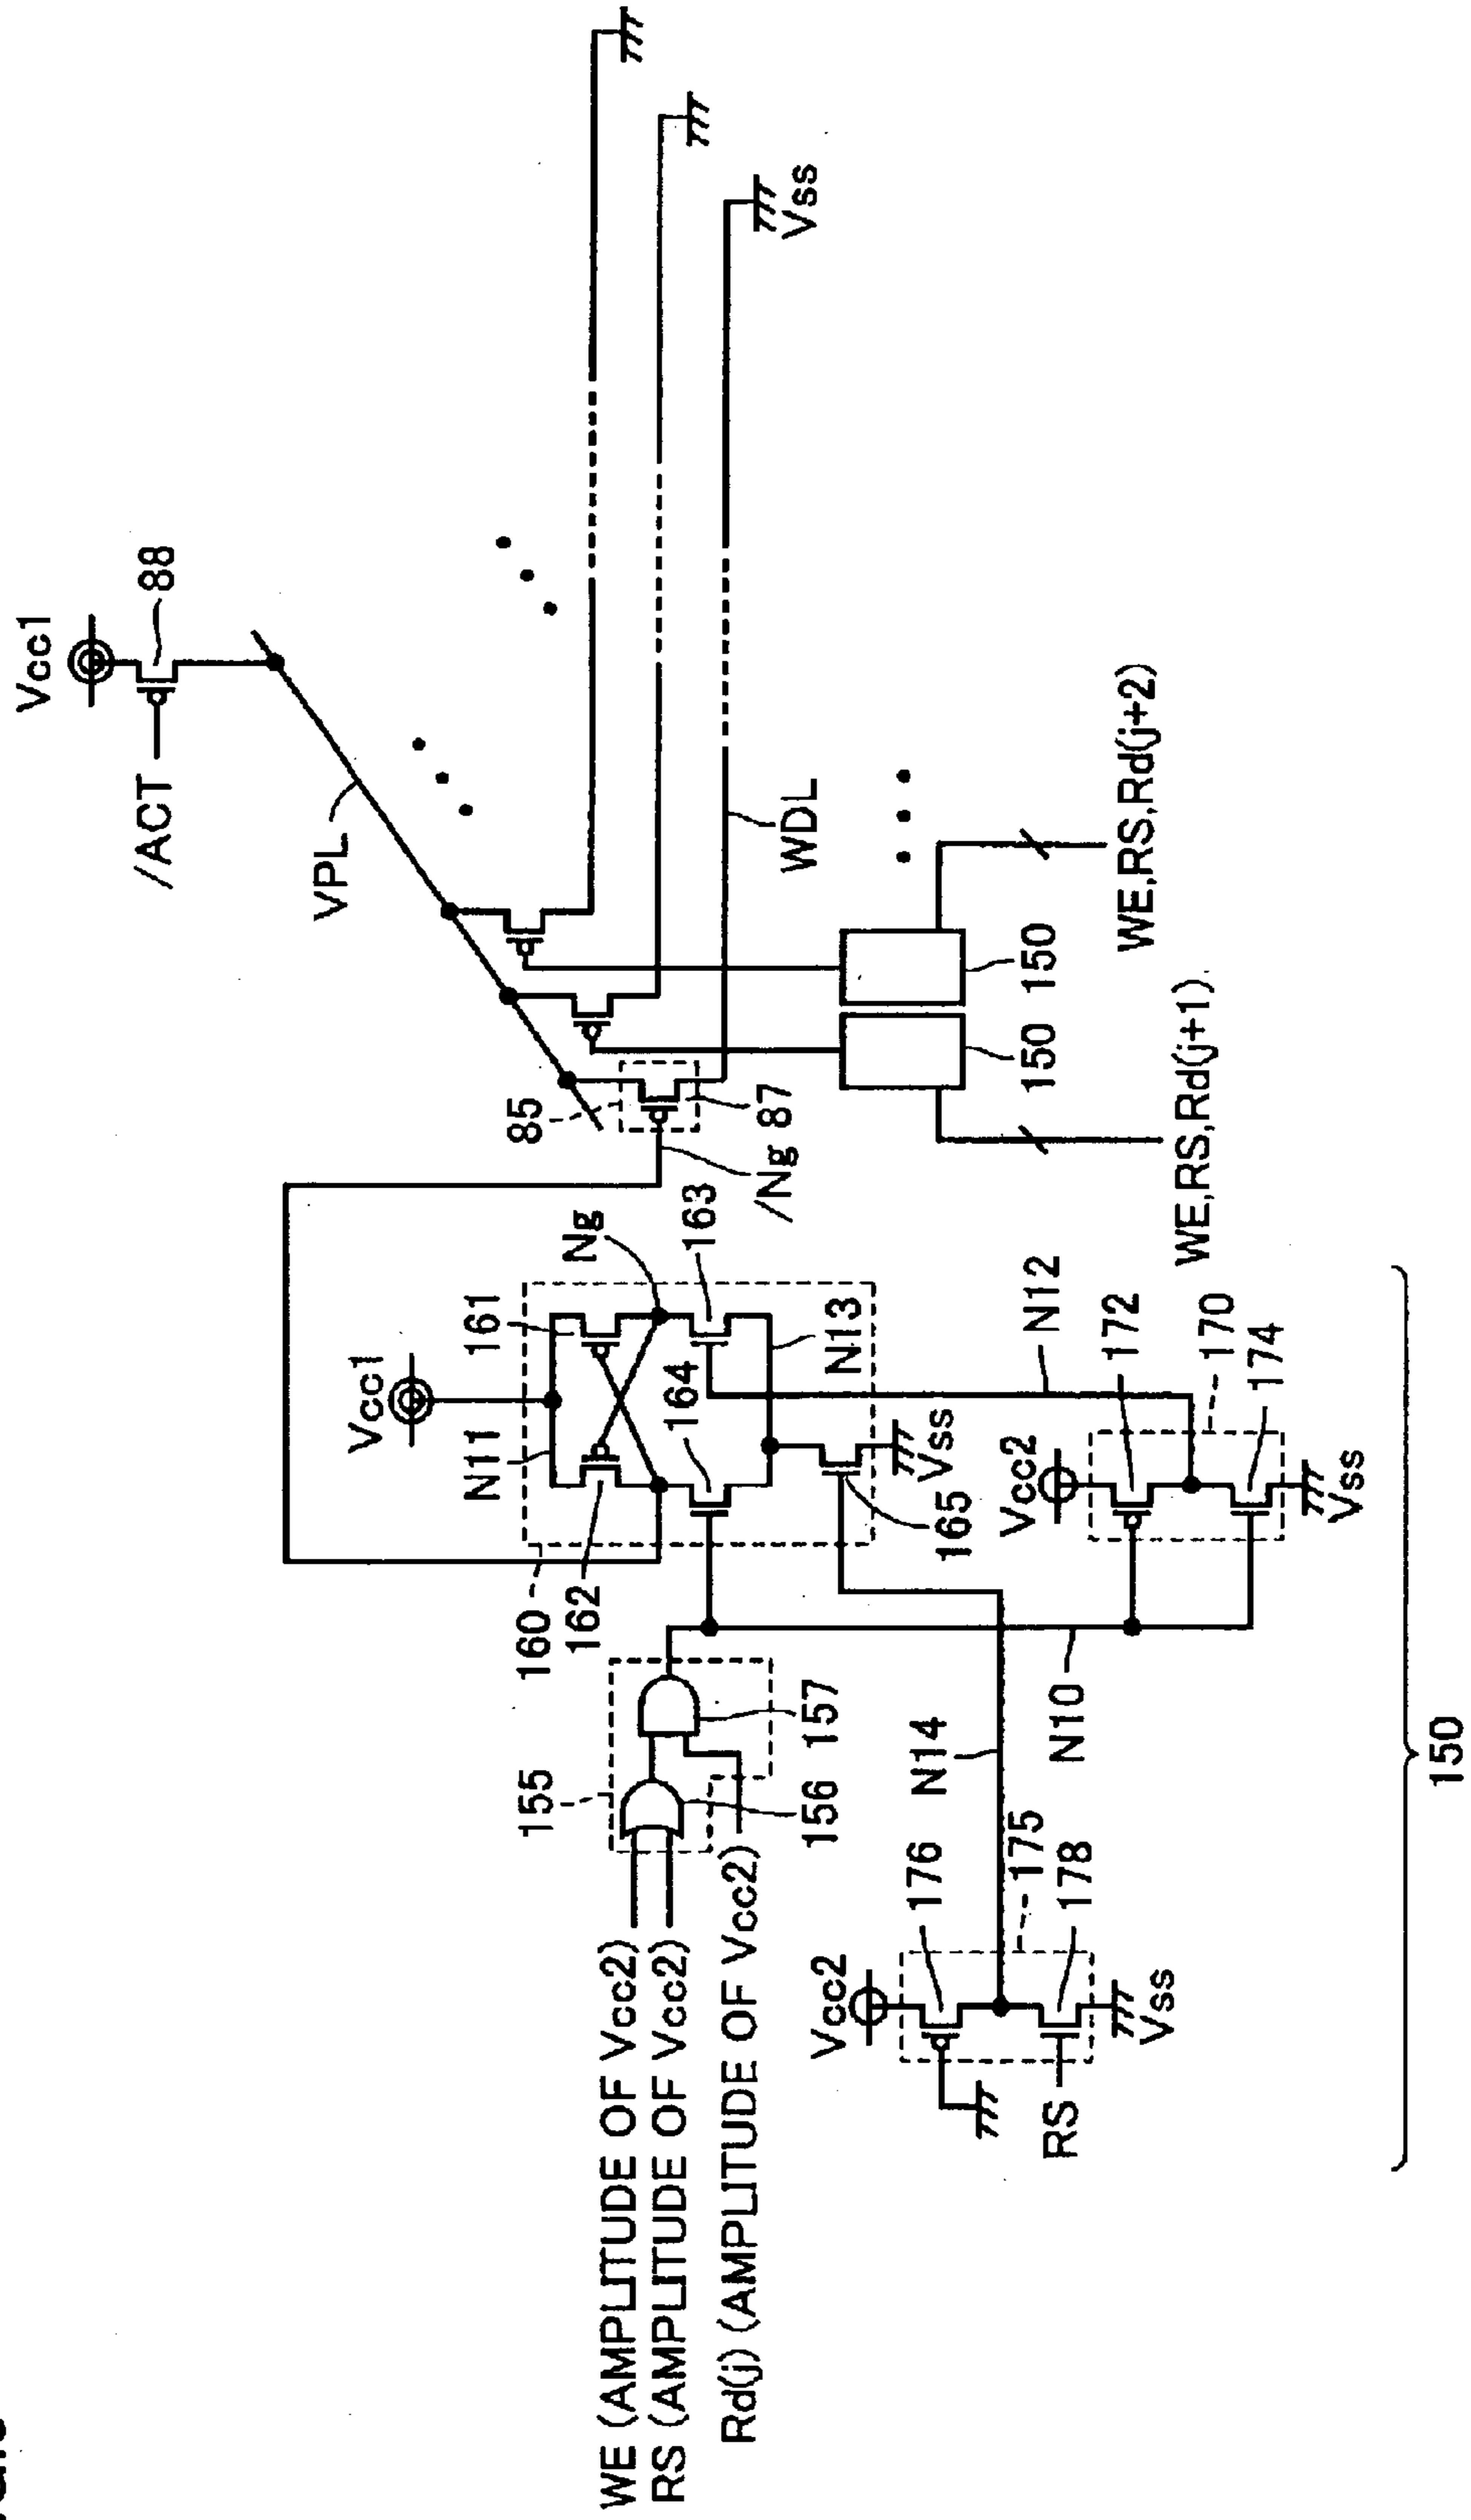 Vcc1
/ACT
88
VPL
Vss
WDL
85
87
/Ng
150
150
WE,RS,Rd(j+1)
WE,RS,Rd(j+2)
Vcc1
N11
161
Ng
163
164
N13
160
162
165
Vss
N12
Vcc2
172
170
174
Vss
155
156
157
WE (AMPLITUDE OF Vcc2)
RS (AMPLITUDE OF Vcc2)
Rd(j) (AMPLITUDE OF Vcc2)
N14
N10
Vcc2
176
175
178
RS
Vss
150